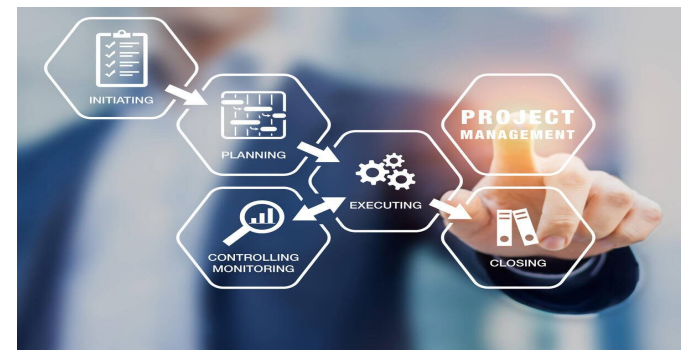 INITIATING
PLANNING
PROJECT
MANAGEMENT
EXECUTING
CONTROLLING
MONITORING
CLOSING